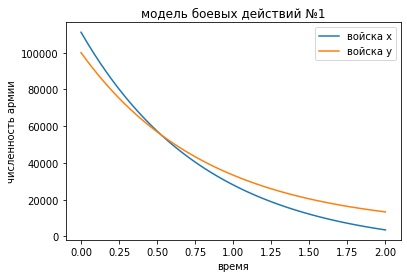 модель боевых действий №1
войска x
войска y
численность армии
100000
80000
60000
40000
20000
0
0.00 0.25 0.50 0.75 1.00 1.25 1.50 1.75 2.00
время